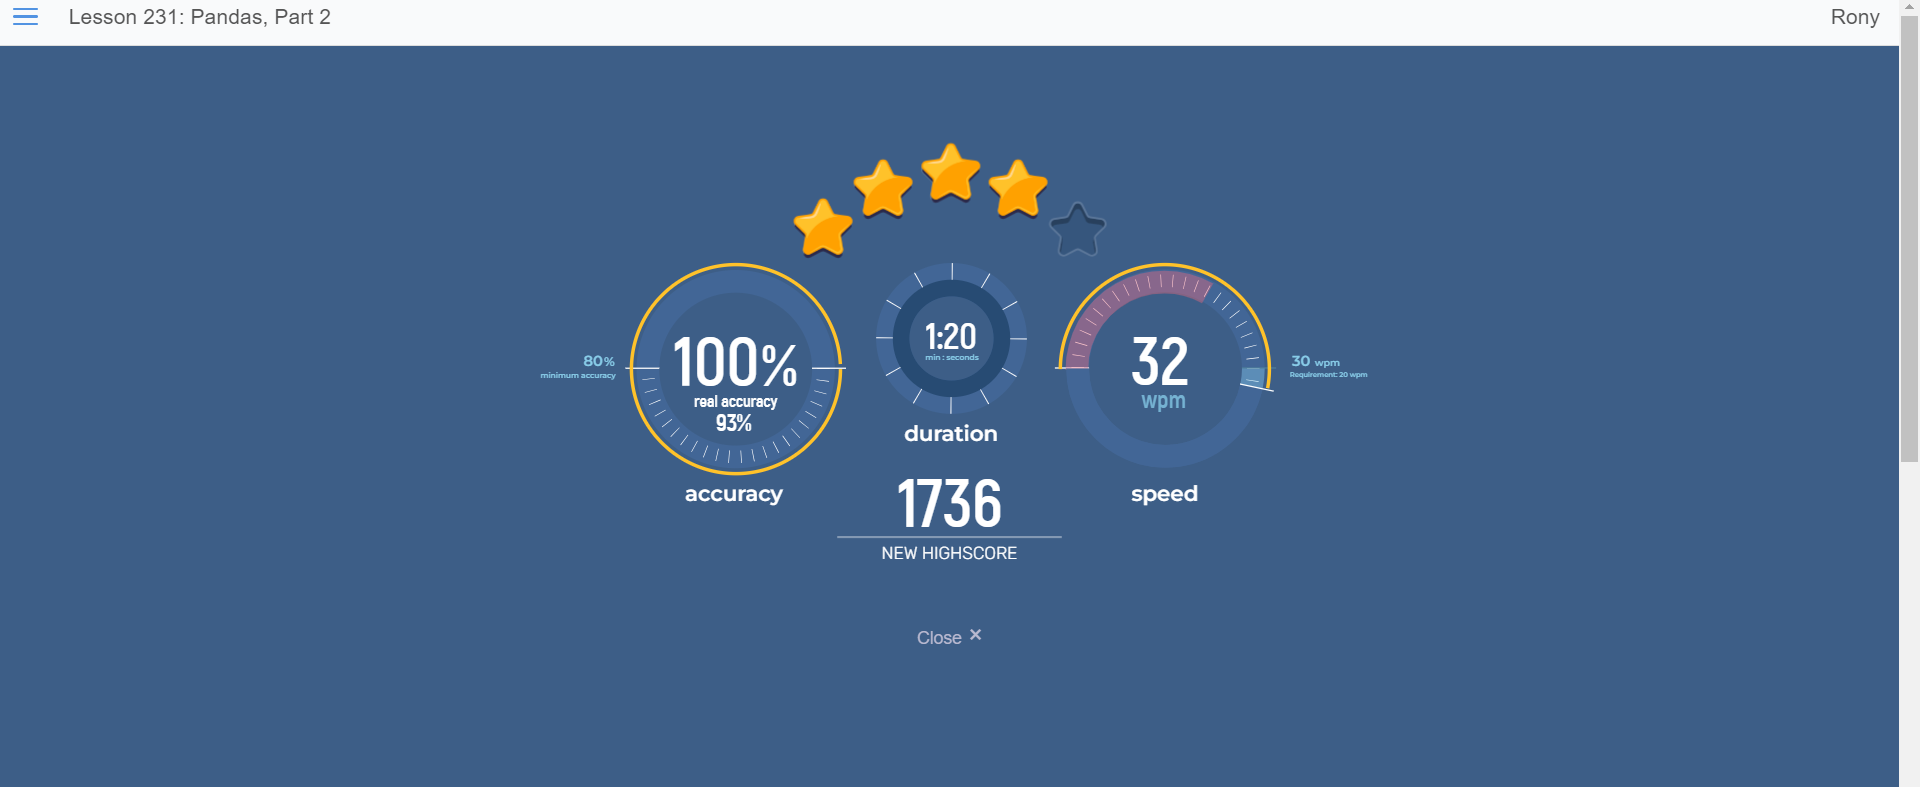 Lesson 231: Pandas, Part 2
Rony
80%
minimum accuracy
100%
real accuracy
93%
accuracy
1:20
min : seconds
duration
32
wpm
30 wpm
Requirement: 20 wpm
speed
1736
NEW HIGHSCORE
Close ×